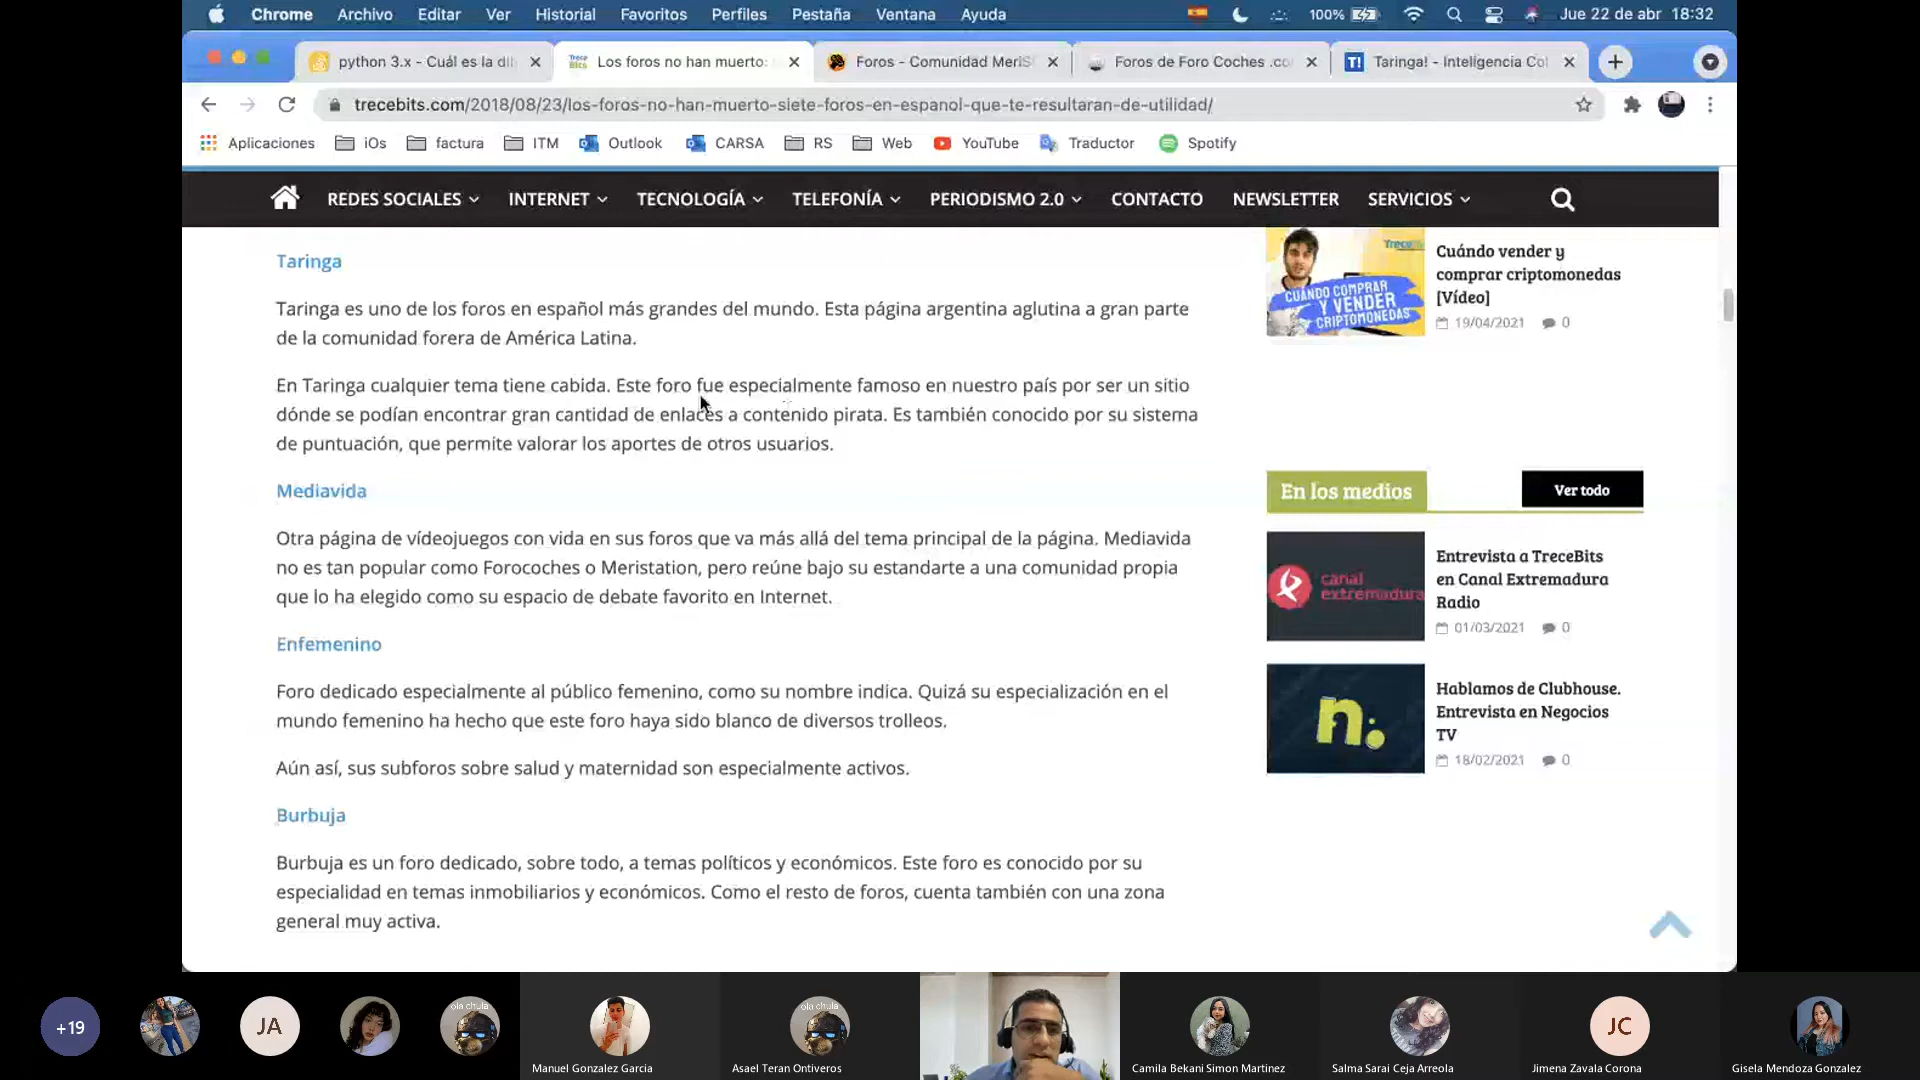 Chrome Archivo Editar Ver Historial Favoritos Perfiles Pestaña Ventana Ayuda 100% Jue 22 de abr 18:32
python 3.x - Cuál es la di
Trece Bits Los foros no han muerto:
Foros - Comunidad MeriS
Foros de Foro Coches .co
T! Taringa! - Inteligencia Co
trecebits.com/2018/08/23/los-foros-no-han-muerto-siete-foros-en-espanol-que-te-resultaran-de-utilidad/
Aplicaciones iOs factura ITM Outlook CARSA RS Web YouTube Traductor Spotify
REDES SOCIALES INTERNET TECNOLOGÍA TELEFONÍA PERIODISMO 2.0 CONTACTO NEWSLETTER SERVICIOS
Taringa
Taringa es uno de los foros en español más grandes del mundo. Esta página argentina aglutina a gran parte
de la comunidad forera de América Latina.
En Taringa cualquier tema tiene cabida. Este foro fue especialmente famoso en nuestro país por ser un sitio
dónde se podían encontrar gran cantidad de enlaces a contenido pirata. Es también conocido por su sistema
de puntuación, que permite valorar los aportes de otros usuarios.
Mediavida
Otra página de vídejuegos con vida en sus foros que va más allá del tema principal de la página. Mediavida
no es tan popular como Forocoches o Meristation, pero reúne bajo su estandarte a una comunidad propia
que lo ha elegido como su espacio de debate favorito en Internet.
Enfemenino
Foro dedicado especialmente al público femenino, como su nombre indica. Quizá su especialización en el
mundo femenino ha hecho que este foro haya sido blanco de diversos trolleos.
Aún así, sus subforos sobre salud y maternidad son especialmente activos.
Burbuja
Burbuja es un foro dedicado, sobre todo, a temas políticos y económicos. Este foro es conocido por su
especialidad en temas inmobiliarios y económicos. Como el resto de foros, cuenta también con una zona
general muy activa.
CUÁNDO COMPRAR
Y VENDER
CRIPTOMONEDAS
Cuándo vender y
comprar criptomonedas
[Vídeo]
19/04/2021 0
En los medios
Ver todo
canal
extremadura
Entrevista a TreceBits
en Canal Extremadura
Radio
01/03/2021 0
n.
Hablamos de Clubhouse.
Entrevista en Negocios
TV
18/02/2021 0
+19
JA
ola chula
ola chula
JC
Manuel Gonzalez Garcia
Asael Teran Ontiveros
Camila Bekani Simon Martinez
Salma Sarai Ceja Arreola
Jimena Zavala Corona
Gisela Mendoza Gonzalez